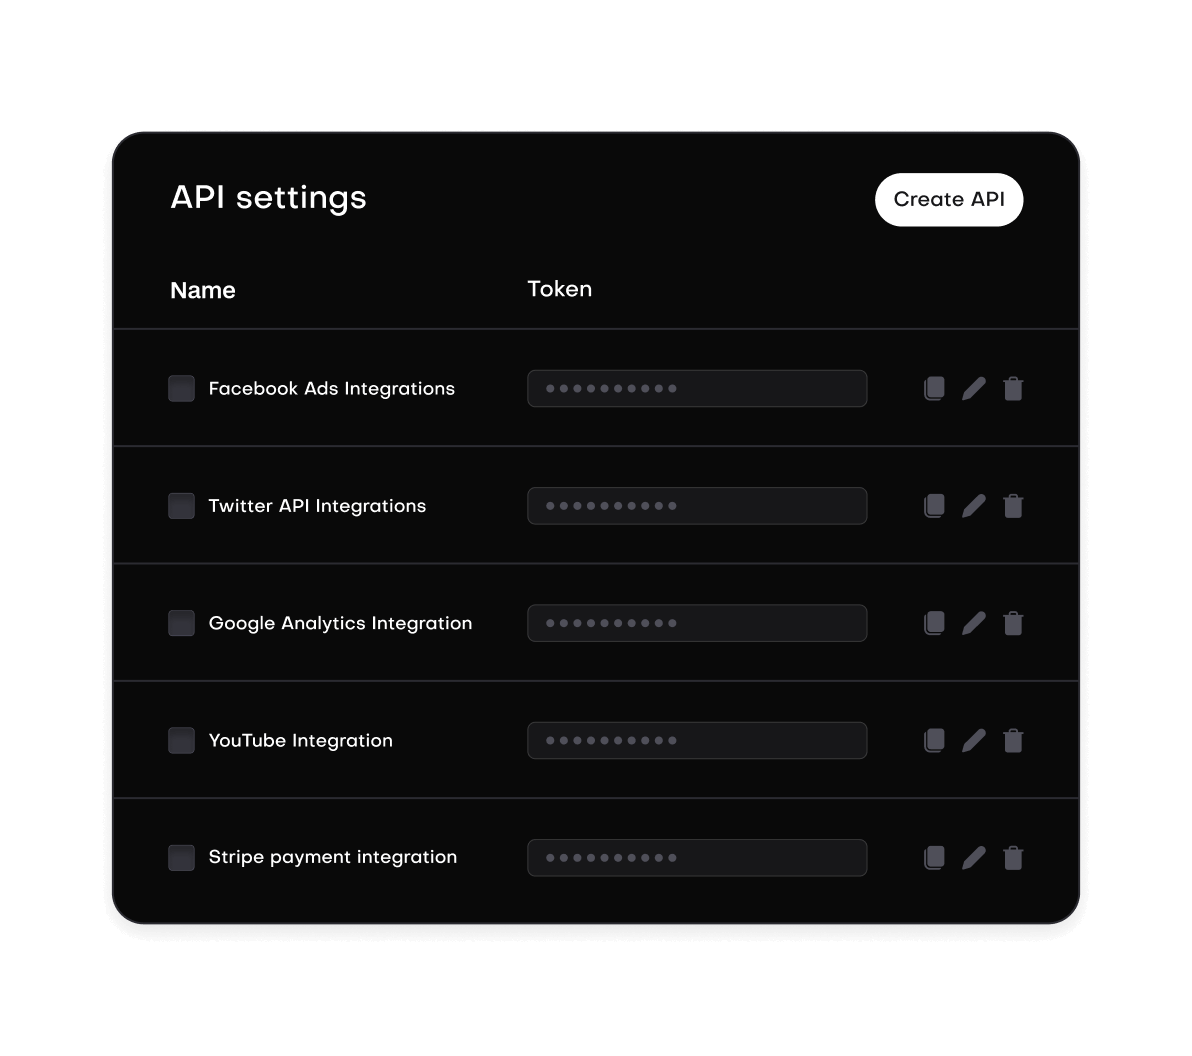 API settings
Create API
Name
Token
Facebook Ads Integrations
Twitter API Integrations
Google Analytics Integration
YouTube Integration
Stripe payment integration